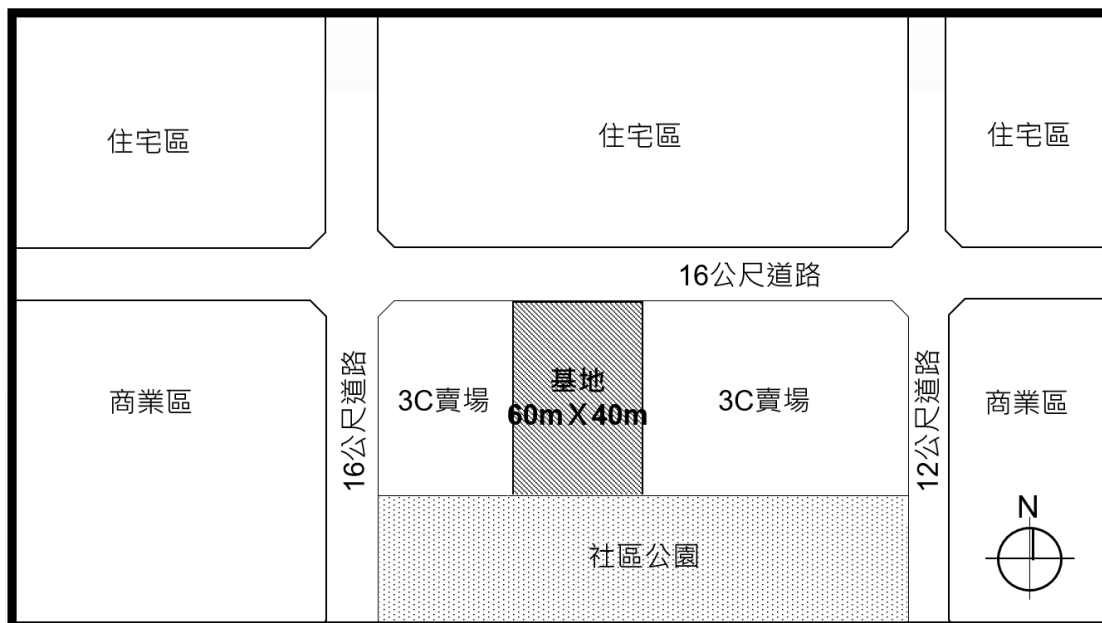 住宅區
住宅區
住宅區
16公尺道路
商業區
16公尺道路
3C賣場
基地
60m X 40m
3C賣場
12公尺道路
商業區
社區公園
N